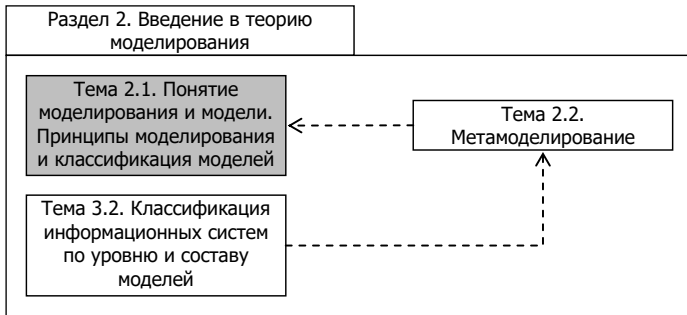 Раздел 2. Введение в теорию
моделирования
Тема 2.1. Понятие
моделирования и модели.
Принципы моделирования
и классификация моделей
Тема 2.2.
Метамоделирование
Тема 3.2. Классификация
информационных систем
по уровню и составу
моделей